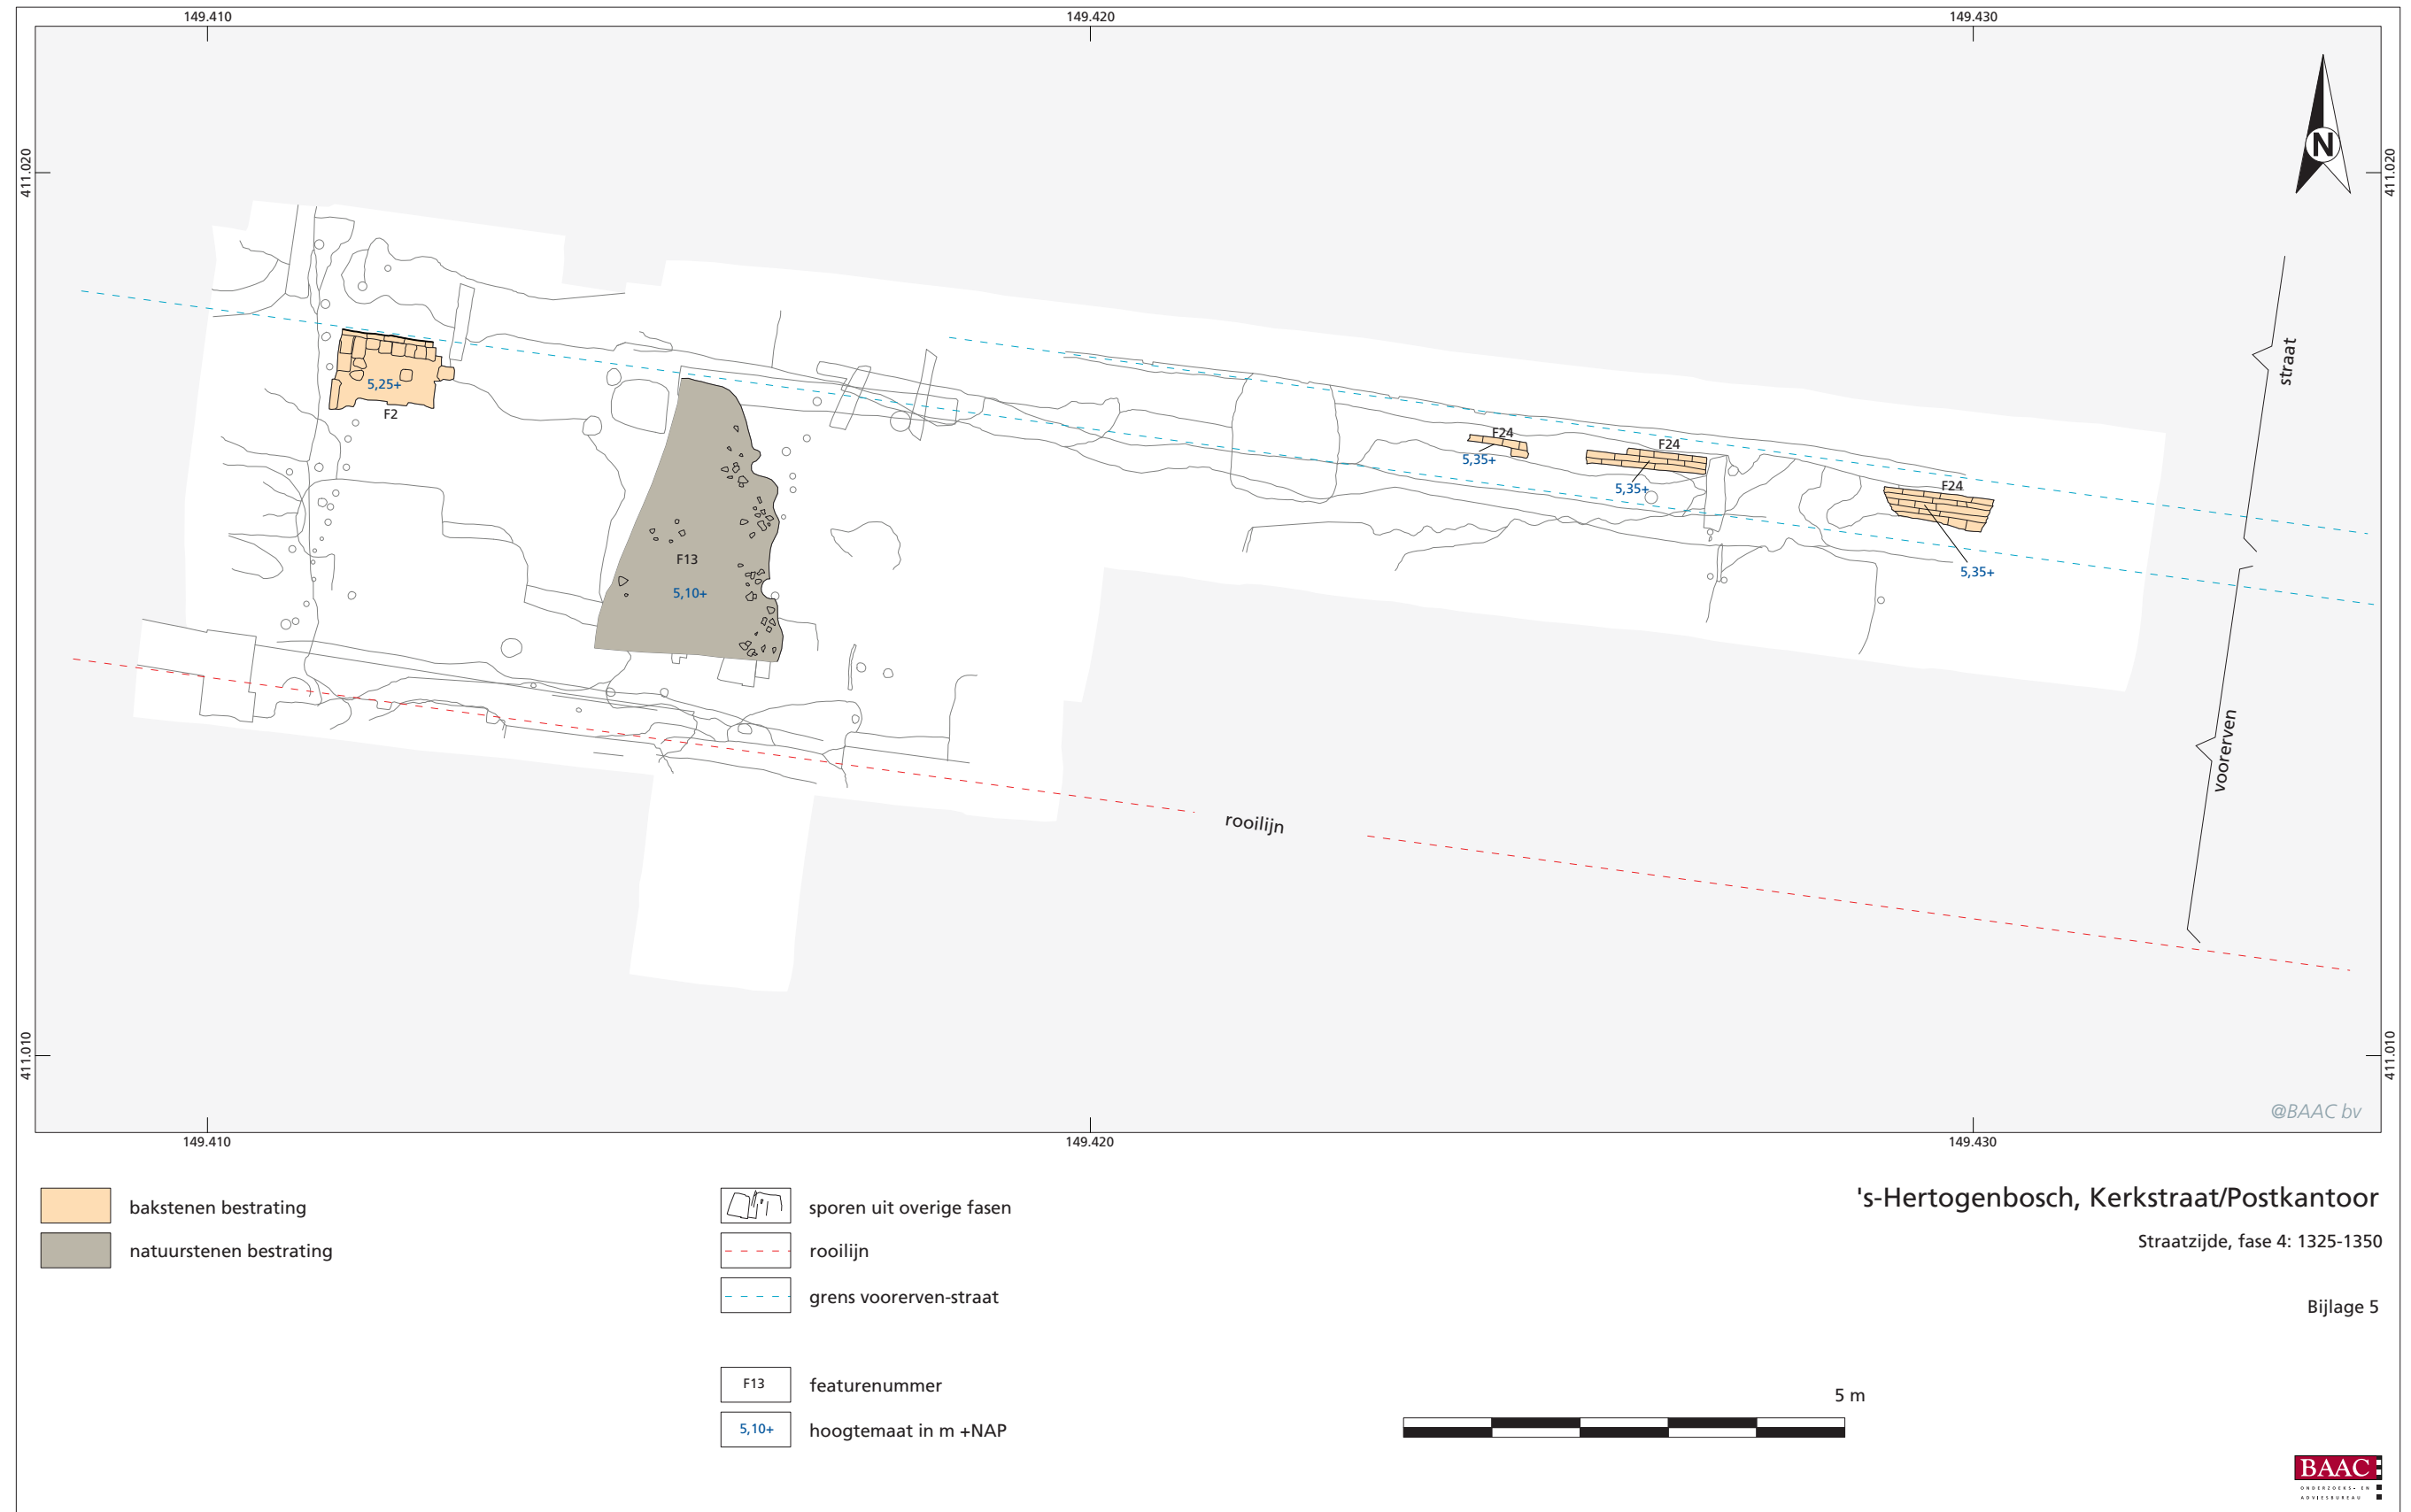 149.410
149.420
149.430
411.020
411.020
N
straat
5,25+
F2
F24
5,35+
F24
5,35+
F24
5,35+
F13
5,10+
voorerven
rooilijn
411.010
411.010
@BAAC bv
149.410
149.420
149.430
bakstenen bestrating
natuurstenen bestrating
sporen uit overige fasen
rooilijn
grens voorerven-straat
F13
featurenummer
5,10+
hoogtemaat in m +NAP
's-Hertogenbosch, Kerkstraat/Postkantoor
Straatzijde, fase 4: 1325-1350
Bijlage 5
5 m
BAAC
ONDERZOEKS- EN
ADVIESBUREAU